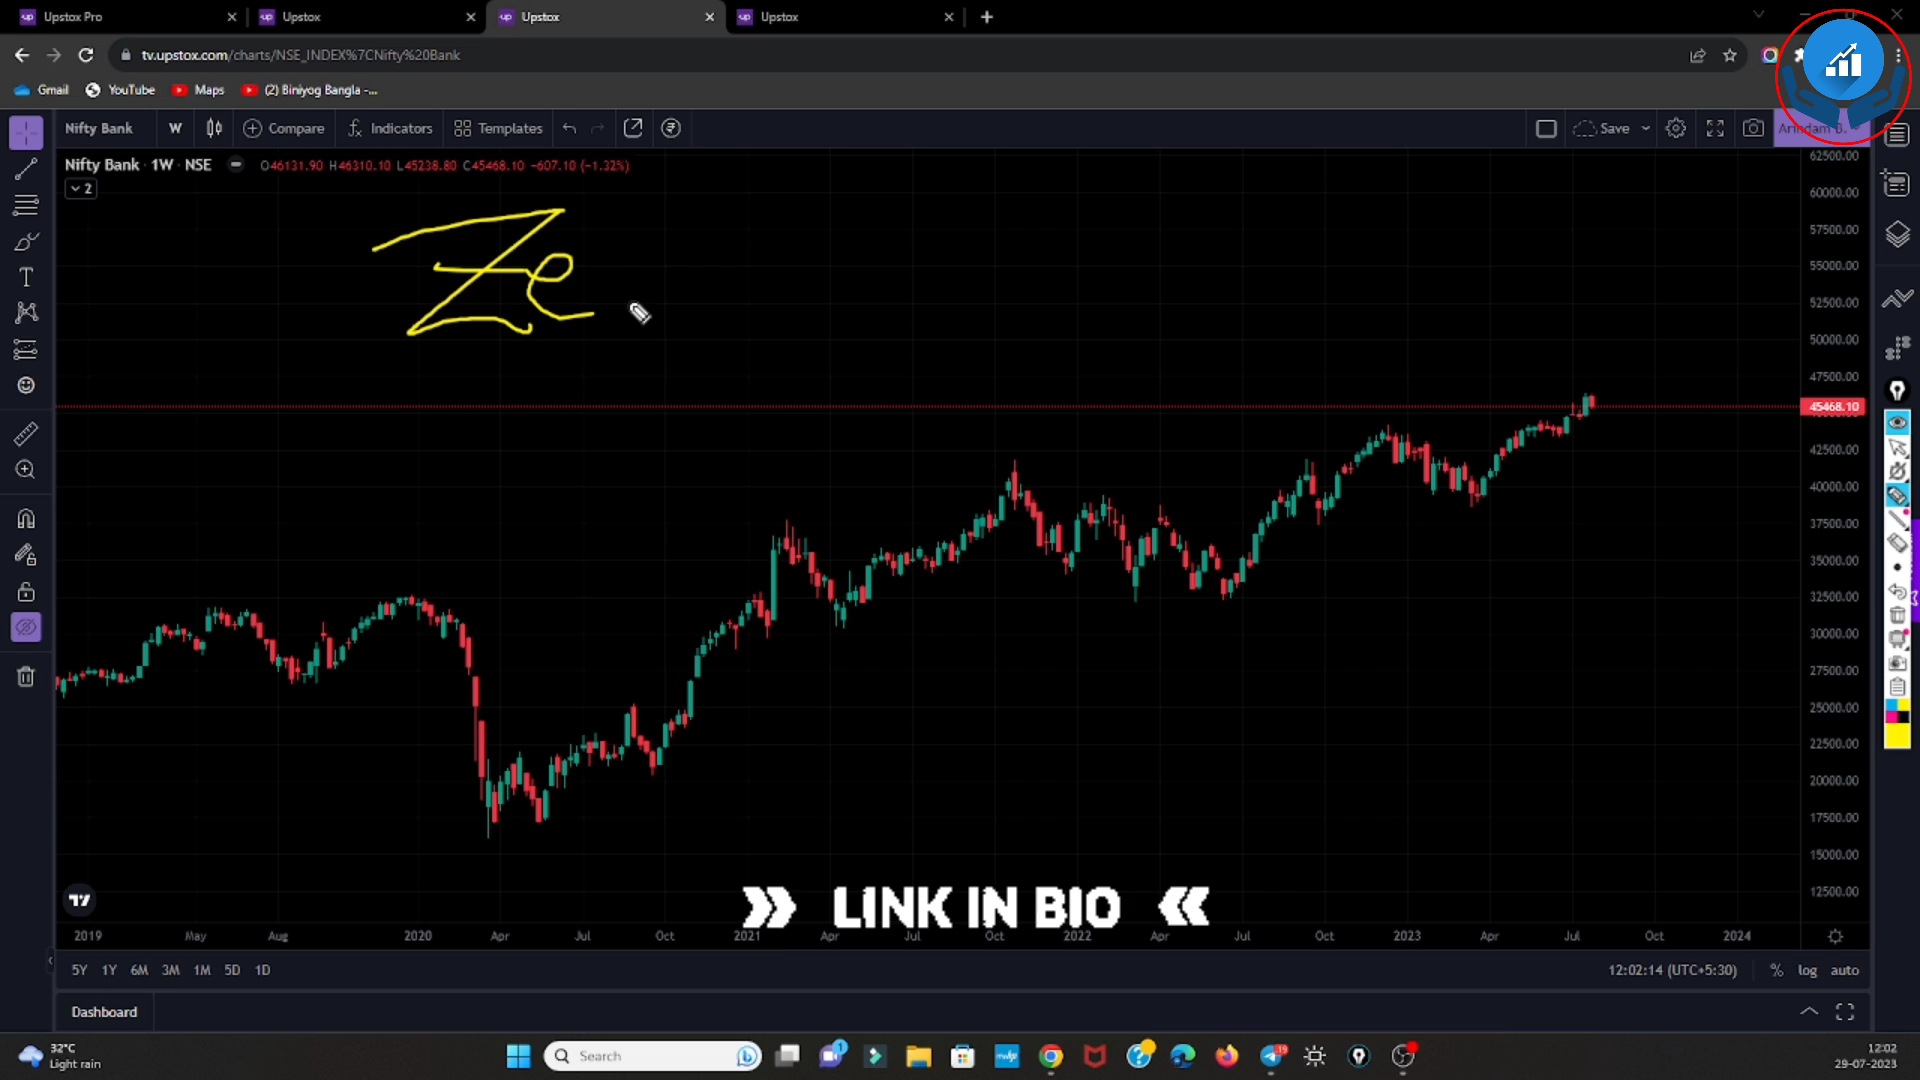 Upstox Pro
Upstox
Upstox
Upstox
tv.upstox.com/charts/NSE_INDEX%7CNifty%20Bank
Gmail
YouTube
Maps
(2) Biniyog Bangla -...
Nifty Bank
W
Compare
Indicators
Templates
Save
Nifty Bank · 1W · NSE
O46131.90 H46310.10 L45238.80 C45468.10 −607.10 (−1.32%)
2
Ze
62500.00
60000.00
57500.00
55000.00
52500.00
50000.00
47500.00
45468.10
42500.00
40000.00
37500.00
35000.00
32500.00
30000.00
27500.00
25000.00
22500.00
20000.00
17500.00
15000.00
12500.00
LINK IN BIO
2019 May Aug 2020 Apr Jul Oct 2021 Apr Jul Oct 2022 Apr Jul Oct 2023 Apr Jul Oct 2024
5Y 1Y 6M 3M 1M 5D 1D
12:02:14 (UTC+5:30)
% log auto
Dashboard
32°C
Light rain
Search
1
19
12:02
29-07-2023